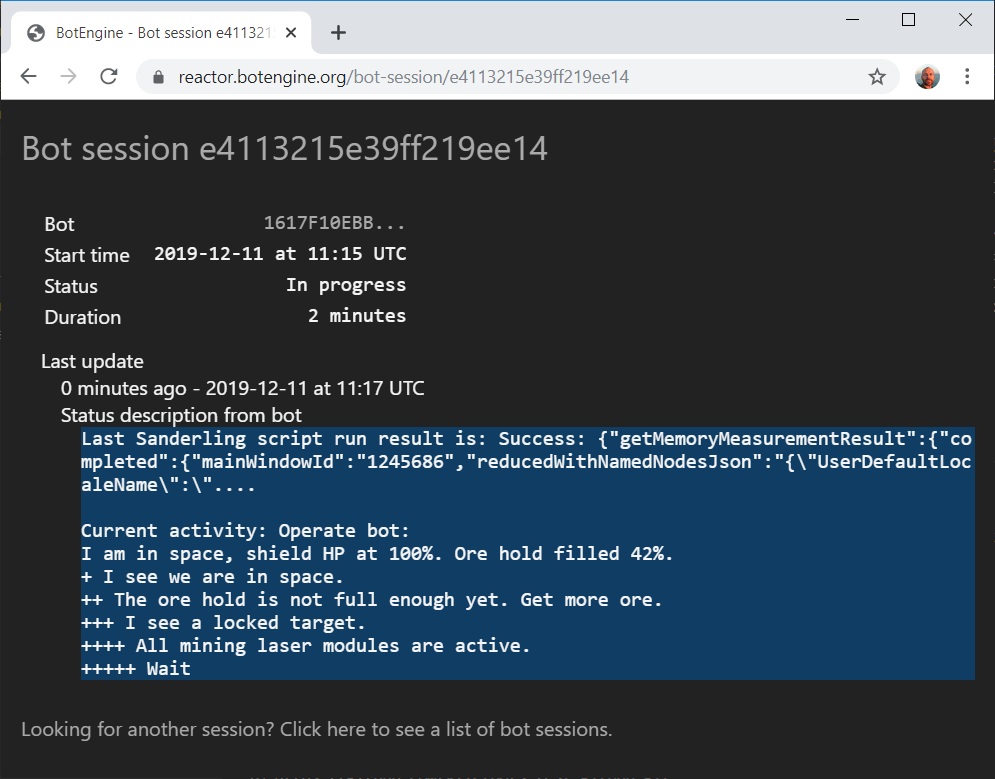 BotEngine - Bot session e411321
reactor.botengine.org/bot-session/e4113215e39ff219ee14
Bot session e4113215e39ff219ee14
Bot 1617F10EBB...
Start time 2019-12-11 at 11:15 UTC
Status In progress
Duration 2 minutes
Last update
0 minutes ago - 2019-12-11 at 11:17 UTC
Status description from bot
Last Sanderling script run result is: Success: {"getMemoryMeasurementResult":{"co
mpleted":{"mainWindowId":"1245686","reducedWithNamedNodesJson":"{\"UserDefaultLoc
aleName\":\"....
Current activity: Operate bot:
I am in space, shield HP at 100%. Ore hold filled 42%.
+ I see we are in space.
++ The ore hold is not full enough yet. Get more ore.
+++ I see a locked target.
++++ All mining laser modules are active.
+++++ Wait
Looking for another session? Click here to see a list of bot sessions.